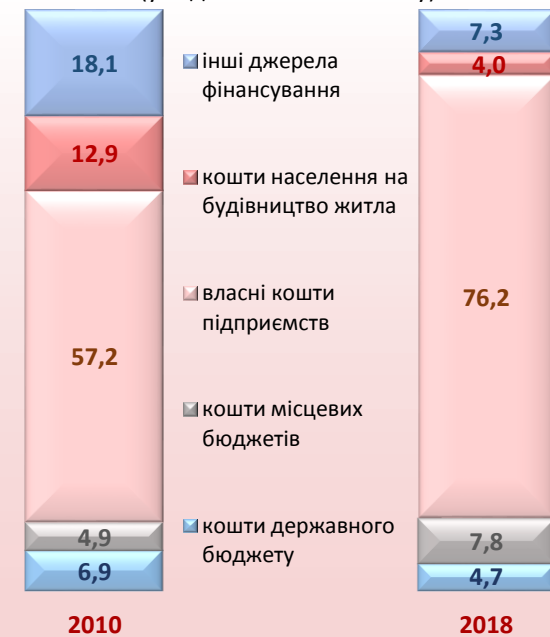 18,1
12,9
57,2
4,9
6,9
2010
інші джерела
фінансування
кошти населення на
будівництво житла
власні кошти
підприємств
кошти місцевих
бюджетів
кошти державного
бюджету
7,3
4,0
76,2
7,8
4,7
2018